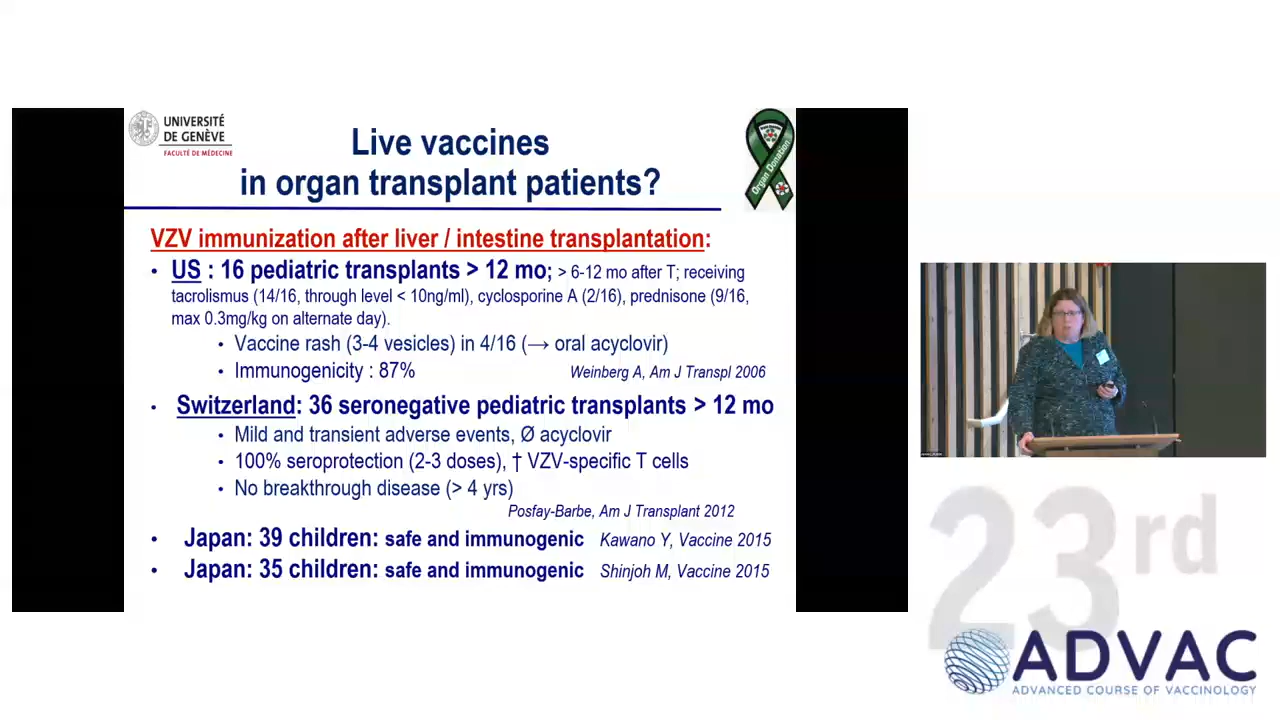 UNIVERSITÉ
DE GENÈVE
FACULTÉ DE MÉDECINE
Live vaccines
in organ transplant patients?
Organ Donation
VZV immunization after liver / intestine transplantation:
• US : 16 pediatric transplants > 12 mo; > 6-12 mo after T; receiving
tacrolismus (14/16, through level < 10ng/ml), cyclosporine A (2/16), prednisone (9/16,
max 0.3mg/kg on alternate day).
• Vaccine rash (3-4 vesicles) in 4/16 (→ oral acyclovir)
• Immunogenicity : 87% Weinberg A, Am J Transpl 2006
• Switzerland: 36 seronegative pediatric transplants > 12 mo
• Mild and transient adverse events, Ø acyclovir
• 100% seroprotection (2-3 doses), † VZV-specific T cells
• No breakthrough disease (> 4 yrs)
Posfay-Barbe, Am J Transplant 2012
• Japan: 39 children: safe and immunogenic Kawano Y, Vaccine 2015
• Japan: 35 children: safe and immunogenic Shinjoh M, Vaccine 2015
23rd
ADVAC
ADVANCED COURSE OF VACCINOLOGY